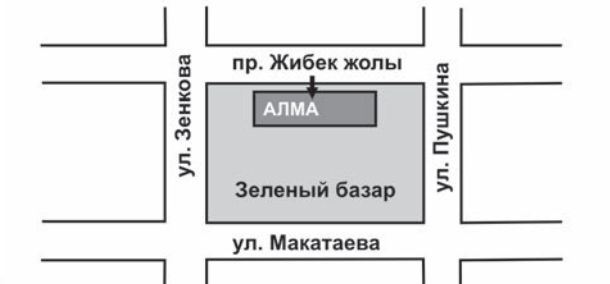 пр. Жибек жолы
АЛМА
ул. Зенкова
ул. Пушкина
Зеленый базар
ул. Макатаева